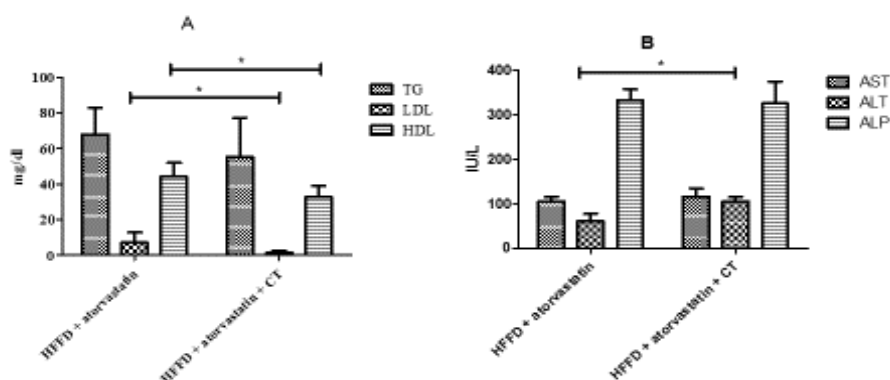 A
*
*
100
80
60
40
20
0
mg/dl
TG
LDL
HDL
HFFD + atorvastatin
HFFD + atorvastatin + CT
B
*
400
300
200
100
0
IU/L
AST
ALT
ALP
HFFD + atorvastatin
HFFD + atorvastatin + CT